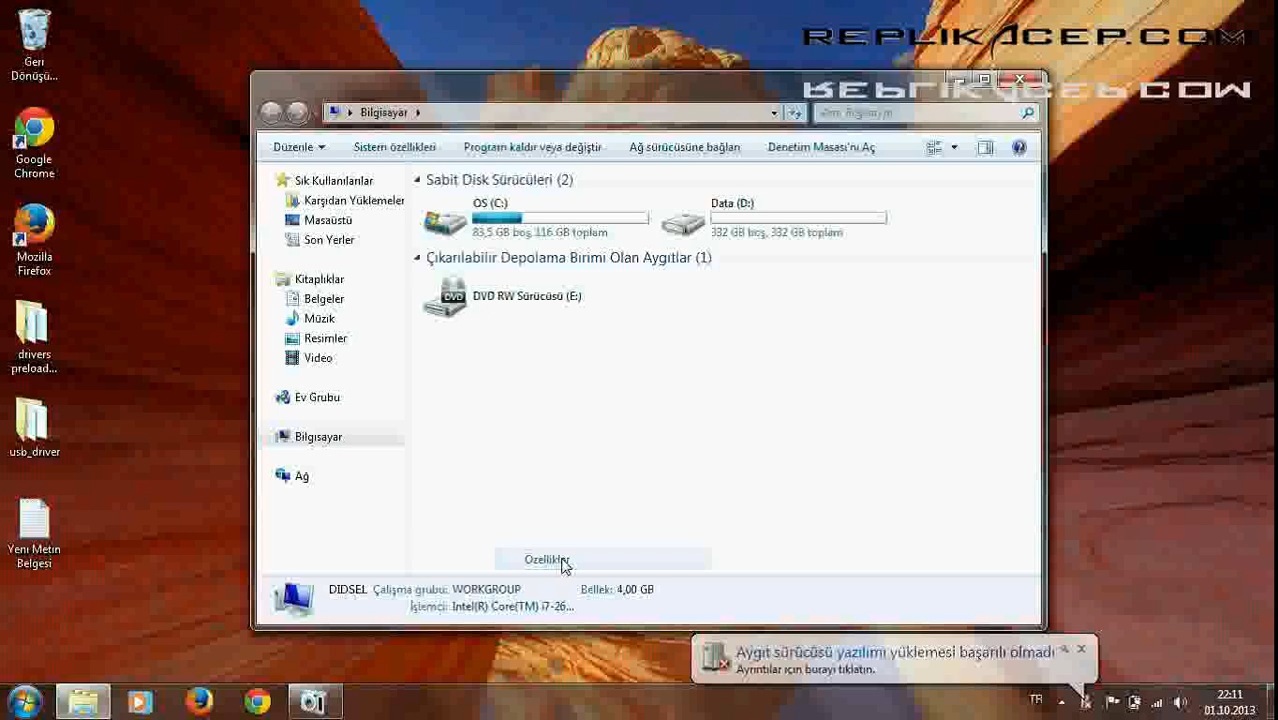 REPLIKACEP.COM
Geri
Dönüşü...
Google
Chrome
Mozilla
Firefox
drivers
preload...
usb_driver
Yeni Metin
Belgesi
Bilgisayar
Ara: Bilgisayar
Düzenle
Sistem özellikleri
Program kaldır veya değiştir
Ağ sürücüsüne bağlan
Denetim Masası'nı Aç
Sık Kullanılanlar
Karşıdan Yüklemeler
Masaüstü
Son Yerler
Kitaplıklar
Belgeler
Müzik
Resimler
Video
Ev Grubu
Bilgisayar
Ağ
Sabit Disk Sürücüleri (2)
OS (C:)
83,5 GB boş, 116 GB toplam
Data (D:)
332 GB boş, 332 GB toplam
Çıkarılabilir Depolama Birimi Olan Aygıtlar (1)
DVD
DVD RW Sürücüsü (E:)
Özellikler
DIDSEL Çalışma grubu: WORKGROUP Bellek: 4,00 GB
İşlemci: Intel(R) Core(TM) i7-26...
Aygıt sürücüsü yazılımı yüklemesi başarılı olmadı
Ayrıntılar için burayı tıklatın.
TR
22:11
01.10.2013